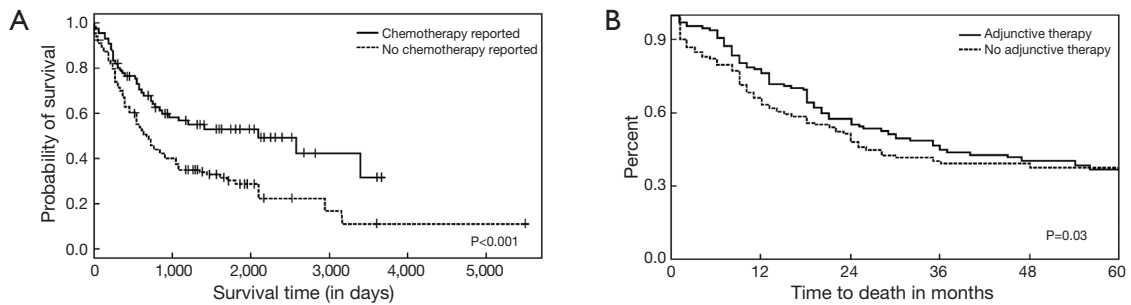 A
Probability of survival
1.0
0.8
0.6
0.4
0.2
0.0
Chemotherapy reported
No chemotherapy reported
P<0.001
0
1,000
2,000
3,000
4,000
5,000
Survival time (in days)
B
Percent
0.9
0.6
0.3
0.0
Adjunctive therapy
No adjunctive therapy
P=0.03
0
12
24
36
48
60
Time to death in months